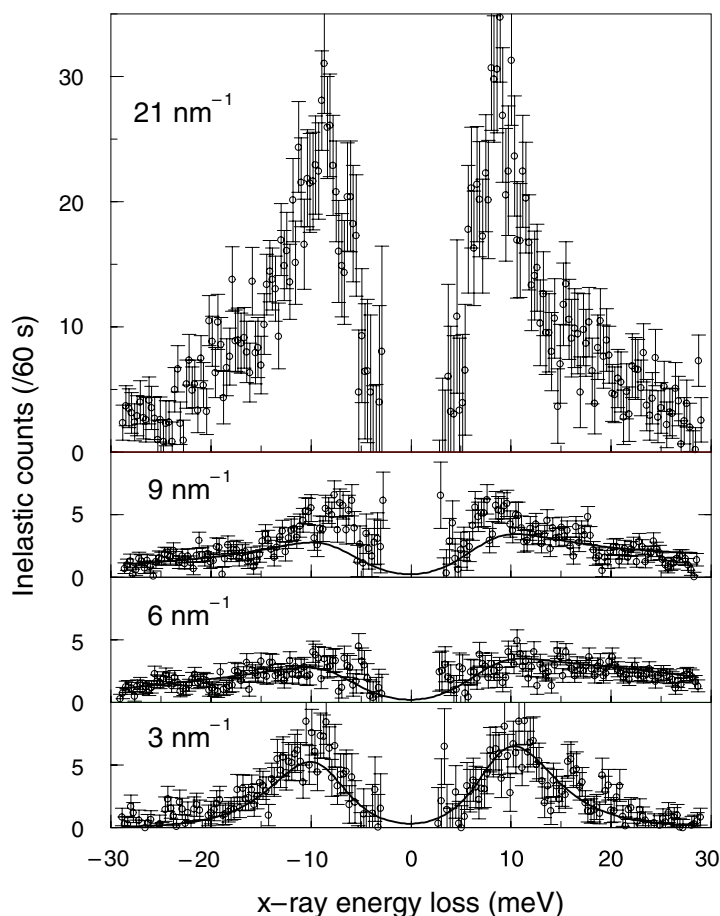 Inelastic counts (/60 s)
30
20
10
0
21 nm⁻¹
5
0
9 nm⁻¹
5
0
6 nm⁻¹
5
0
3 nm⁻¹
−30 −20 −10 0 10 20 30
x−ray energy loss (meV)